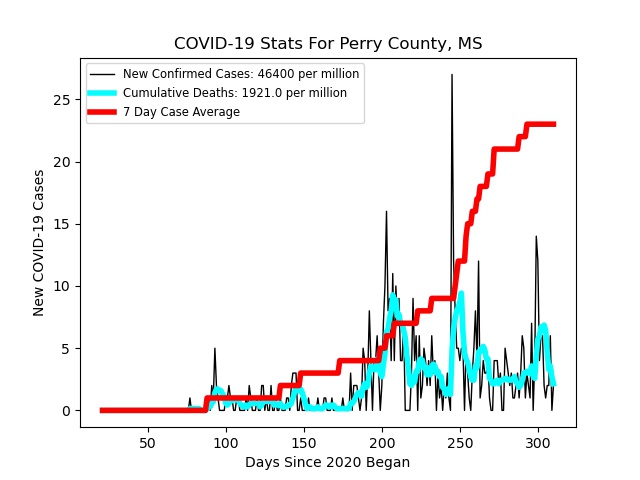 COVID-19 Stats For Perry County, MS
New Confirmed Cases: 46400 per million
Cumulative Deaths: 1921.0 per million
7 Day Case Average
New COVID-19 Cases
25
20
15
10
5
0
50 100 150 200 250 300
Days Since 2020 Began